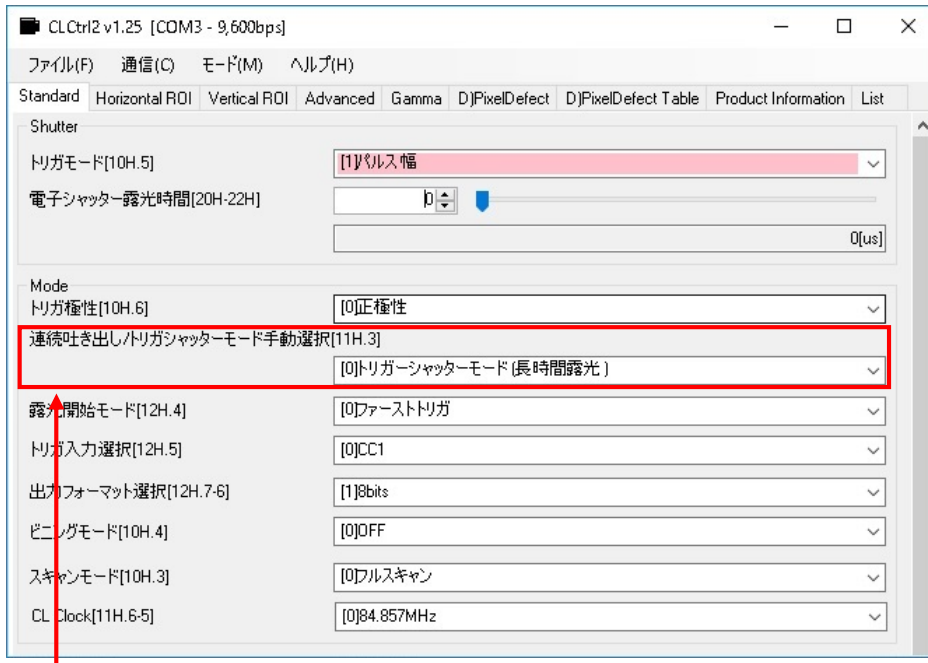 CLCtrl2 v1.25 [COM3 - 9,600bps]
ファイル(F) 通信(C) モード(M) ヘルプ(H)
Standard Horizontal ROI Vertical ROI Advanced Gamma D)PixelDefect D)PixelDefect Table Product Information List
Shutter
トリガモード[10H.5] [1]パルス幅
電子シャッター露光時間[20H-22H] 0
0[us]
Mode
トリガ極性[10H.6] [0]正極性
連続吐き出し/トリガシャッターモード手動選択[11H.3]
[0]トリガーシャッターモード(長時間露光)
露光開始モード[12H.4] [0]ファーストトリガ
トリガ入力選択[12H.5] [0]CC1
出力フォーマット選択[12H.7-6] [1]8bits
ビニングモード[10H.4] [0]OFF
スキャンモード[10H.3] [0]フルスキャン
CL Clock[11H.6-5] [0]84.857MHz